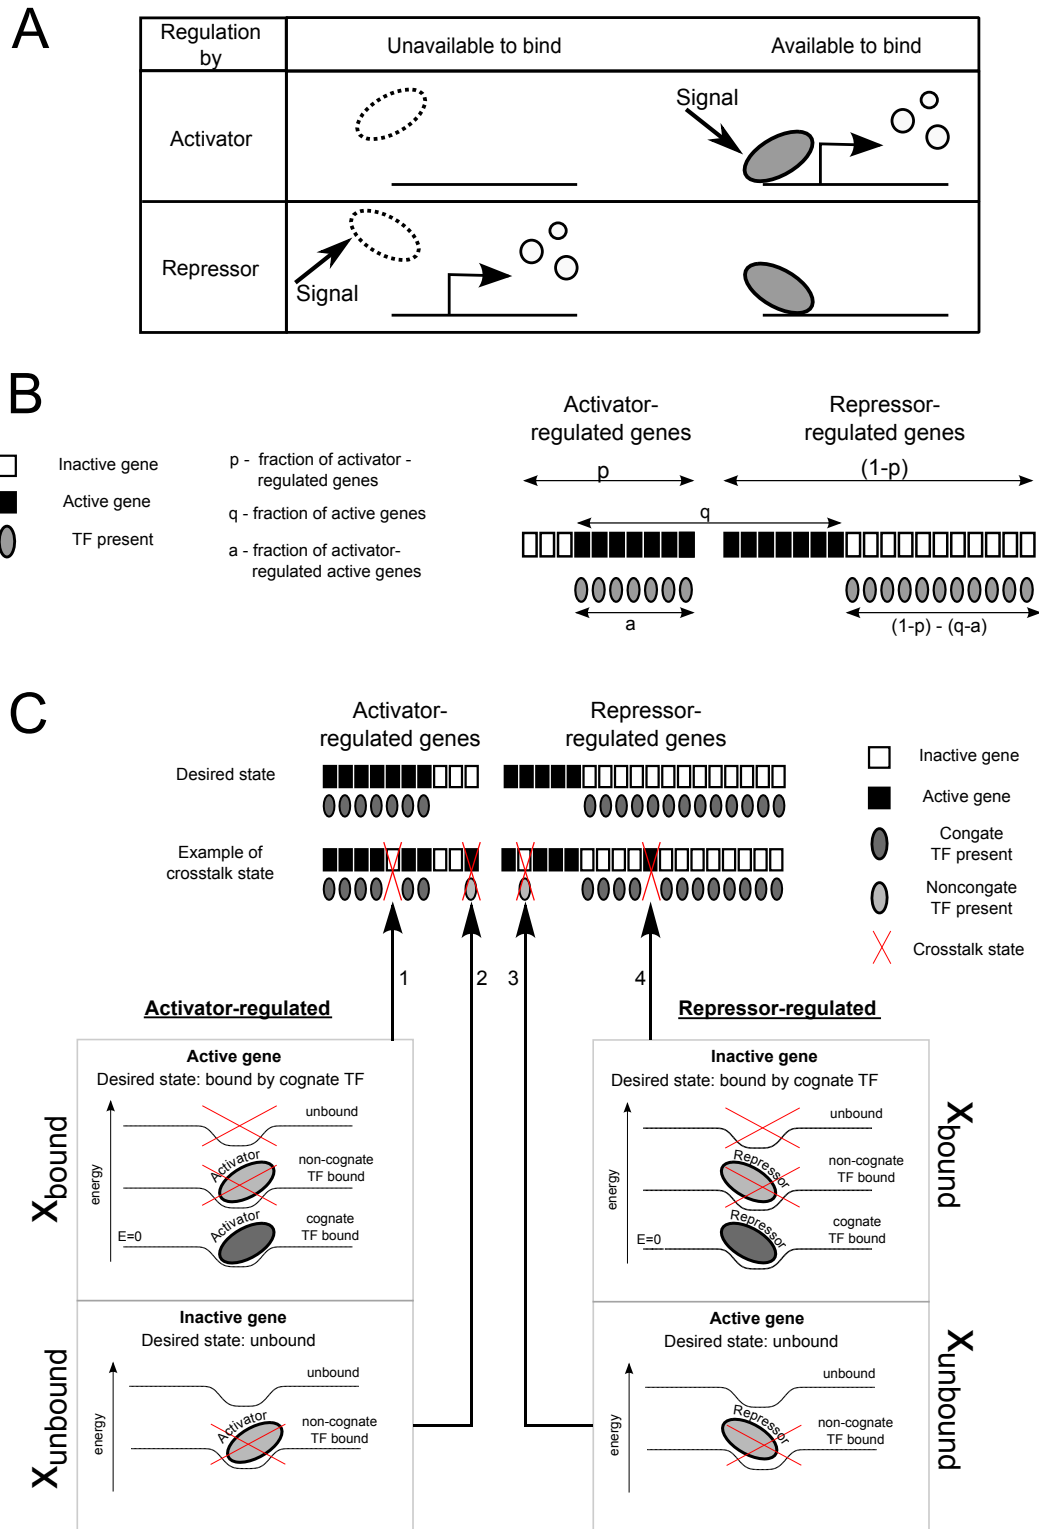 A
Regulation
by
Unavailable to bind
Available to bind
Activator
Signal
Repressor
Signal
B
Inactive gene
Active gene
TF present
p - fraction of activator -
regulated genes
q - fraction of active genes
a - fraction of activator-
regulated active genes
Activator-
regulated genes
Repressor-
regulated genes
p
(1-p)
q
a
(1-p) - (q-a)
C
Activator-
regulated genes
Repressor-
regulated genes
Desired state
Example of
crosstalk state
Inactive gene
Active gene
Congate
TF present
Noncongate
TF present
Crosstalk state
1
2
3
4
Activator-regulated
Repressor-regulated
Xbound
Active gene
Desired state: bound by cognate TF
energy
unbound
Activator
non-cognate
TF bound
Activator
cognate
TF bound
E=0
Xunbound
Inactive gene
Desired state: unbound
energy
unbound
Activator
non-cognate
TF bound
Inactive gene
Desired state: bound by cognate TF
energy
unbound
Repressor
non-cognate
TF bound
Repressor
cognate
TF bound
E=0
Xbound
Active gene
Desired state: unbound
energy
unbound
Repressor
non-cognate
TF bound
Xunbound